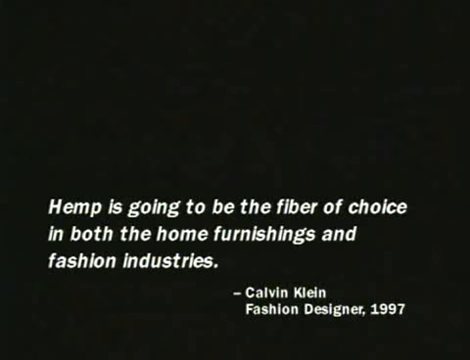 Hemp is going to be the fiber of choice
in both the home furnishings and
fashion industries.
– Calvin Klein
Fashion Designer, 1997